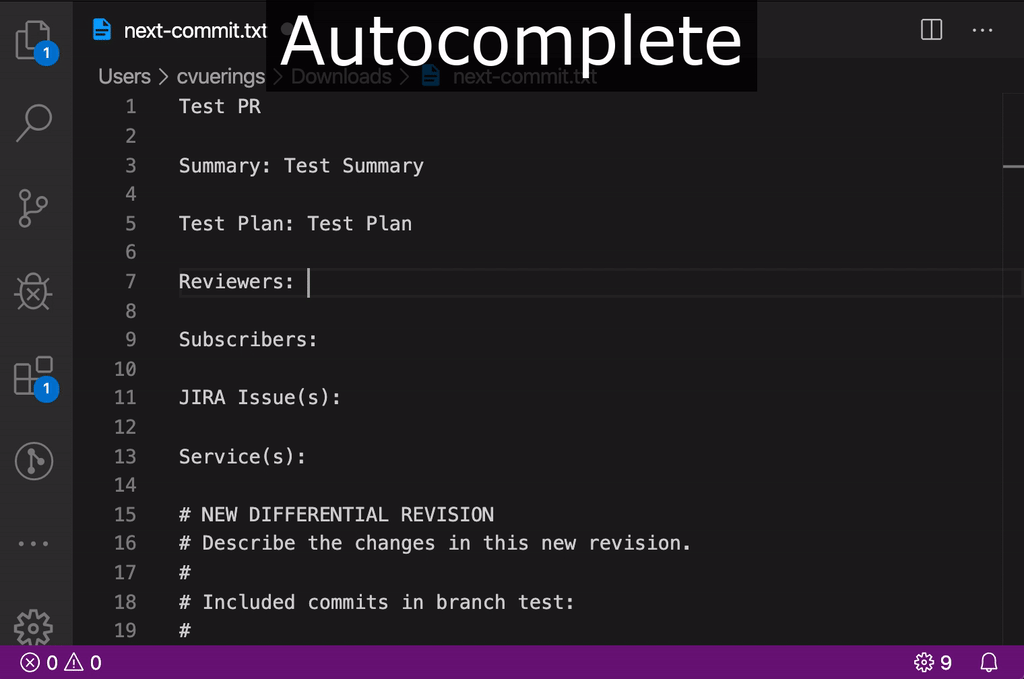 next-commit.txt
Autocomplete
Users > cvuerings > Downloads > next-commit.txt
1
1 Test PR
2
3 Summary: Test Summary
4
5 Test Plan: Test Plan
6
7 Reviewers:
8
9 Subscribers:
10
1
11 JIRA Issue(s):
12
13 Service(s):
14
15 # NEW DIFFERENTIAL REVISION
16 # Describe the changes in this new revision.
17 #
18 # Included commits in branch test:
19 #
0 0 9